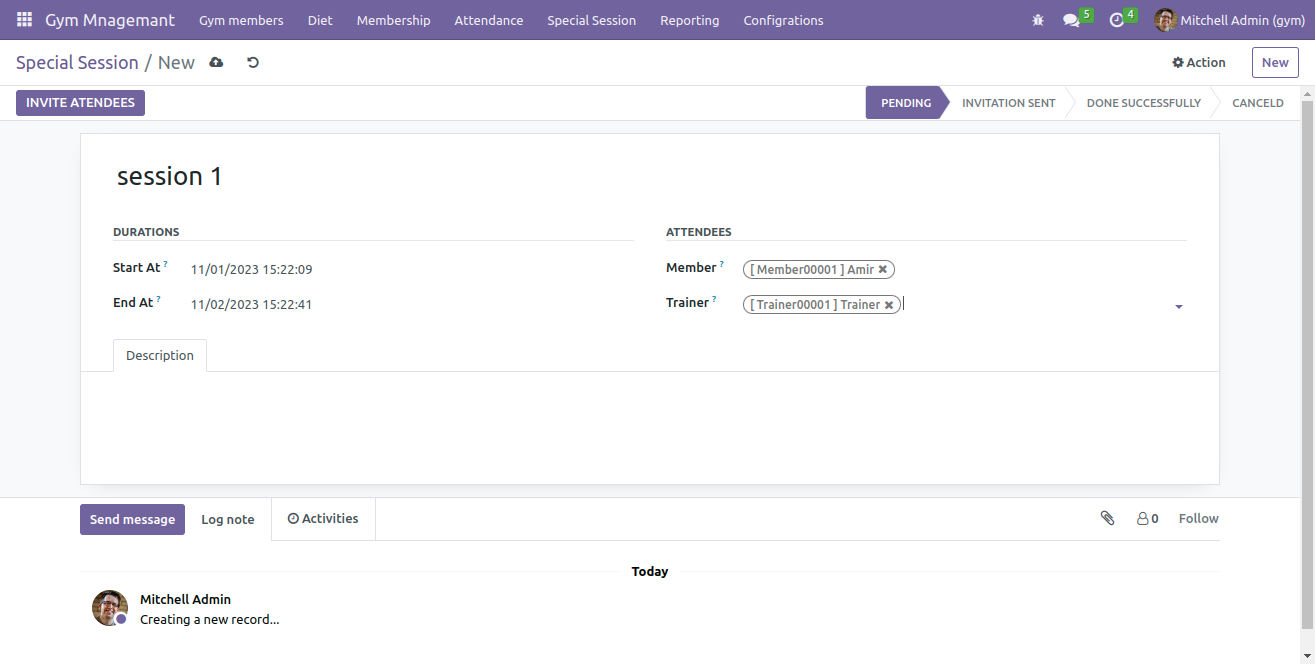 Gym Mnagemant Gym members Diet Membership Attendance Special Session Reporting Configrations 5 4 Mitchell Admin (gym)
Special Session / New Action New
INVITE ATENDEES PENDING INVITATION SENT DONE SUCCESSFULLY CANCELD
session 1
DURATIONS ATTENDEES
Start At ? 11/01/2023 15:22:09 Member ? [ Member00001 ] Amir ✖
End At ? 11/02/2023 15:22:41 Trainer ? [ Trainer00001 ] Trainer ✖
Description
Send message Log note Activities 0 Follow
Today
Mitchell Admin
Creating a new record...